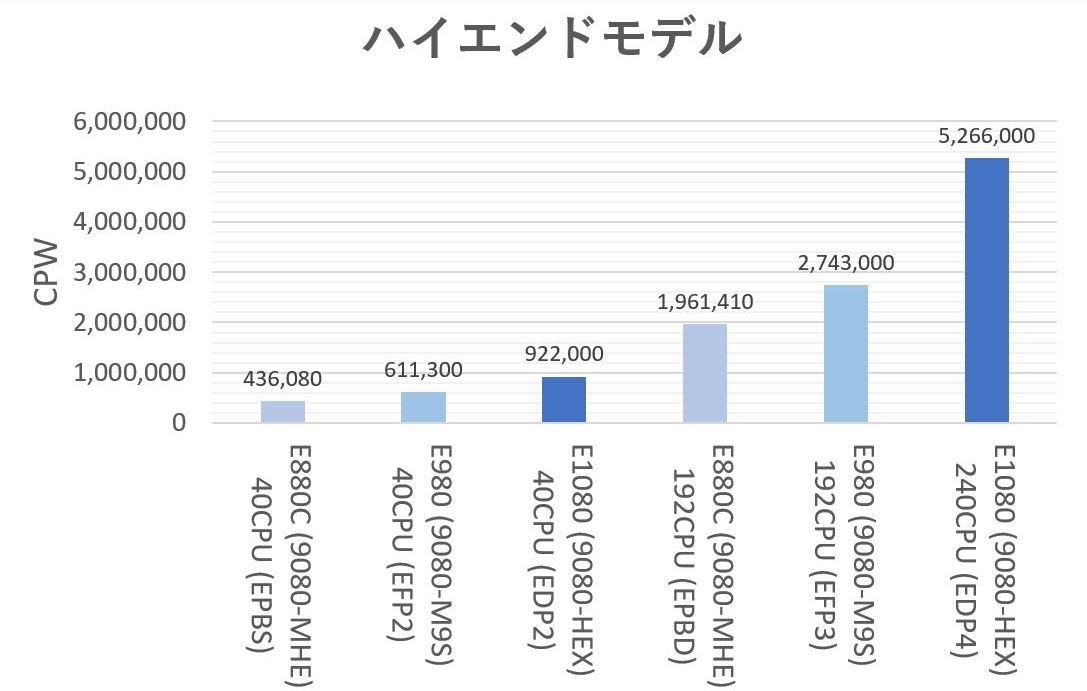 ハイエンドモデル
CPW
6,000,000
5,000,000
4,000,000
3,000,000
2,000,000
1,000,000
0
436,080
611,300
922,000
1,961,410
2,743,000
5,266,000
E880C (9080-MHE)
40CPU (EPBS)
E980 (9080-M9S)
40CPU (EFP2)
E1080 (9080-HEX)
40CPU (EDP2)
E880C (9080-MHE)
192CPU (EPBD)
E980 (9080-M9S)
192CPU (EFP3)
E1080 (9080-HEX)
240CPU (EDP4)